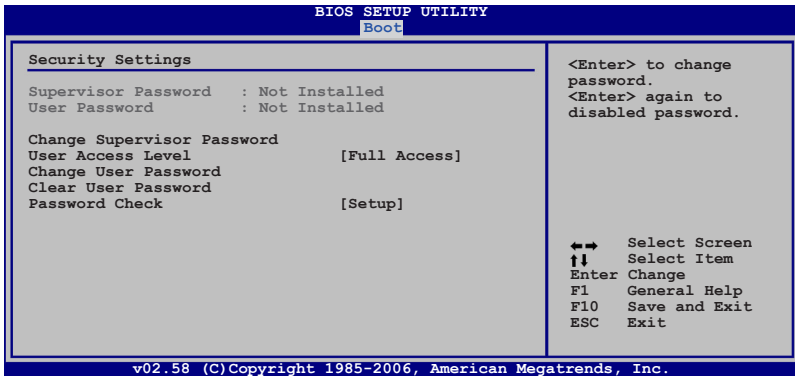 BIOS SETUP UTILITY
Boot
Security Settings
Supervisor Password : Not Installed
User Password : Not Installed
Change Supervisor Password
User Access Level [Full Access]
Change User Password
Clear User Password
Password Check [Setup]
<Enter> to change
password.
<Enter> again to
disabled password.
←→ Select Screen
↑↓ Select Item
Enter Change
F1 General Help
F10 Save and Exit
ESC Exit
v02.58 (C)Copyright 1985-2006, American Megatrends, Inc.